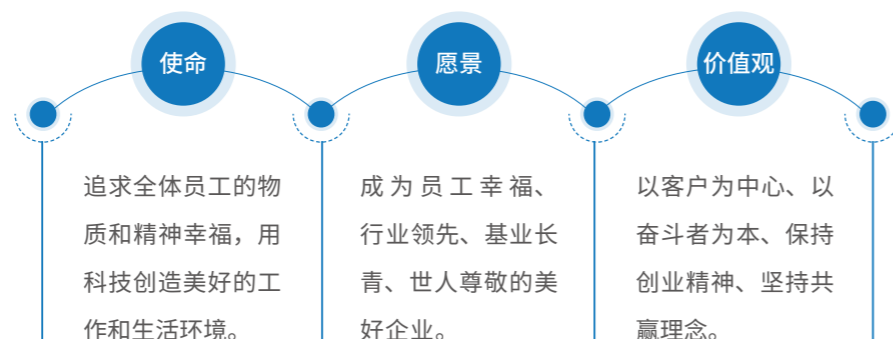 使命
追求全体员工的物
质和精神幸福，用
科技创造美好的工
作和生活环境。
愿景
成为员工幸福、
行业领先、基业长
青、世人尊敬的美
好企业。
价值观
以客户为中心、以
奋斗者为本、保持
创业精神、坚持共
赢理念。